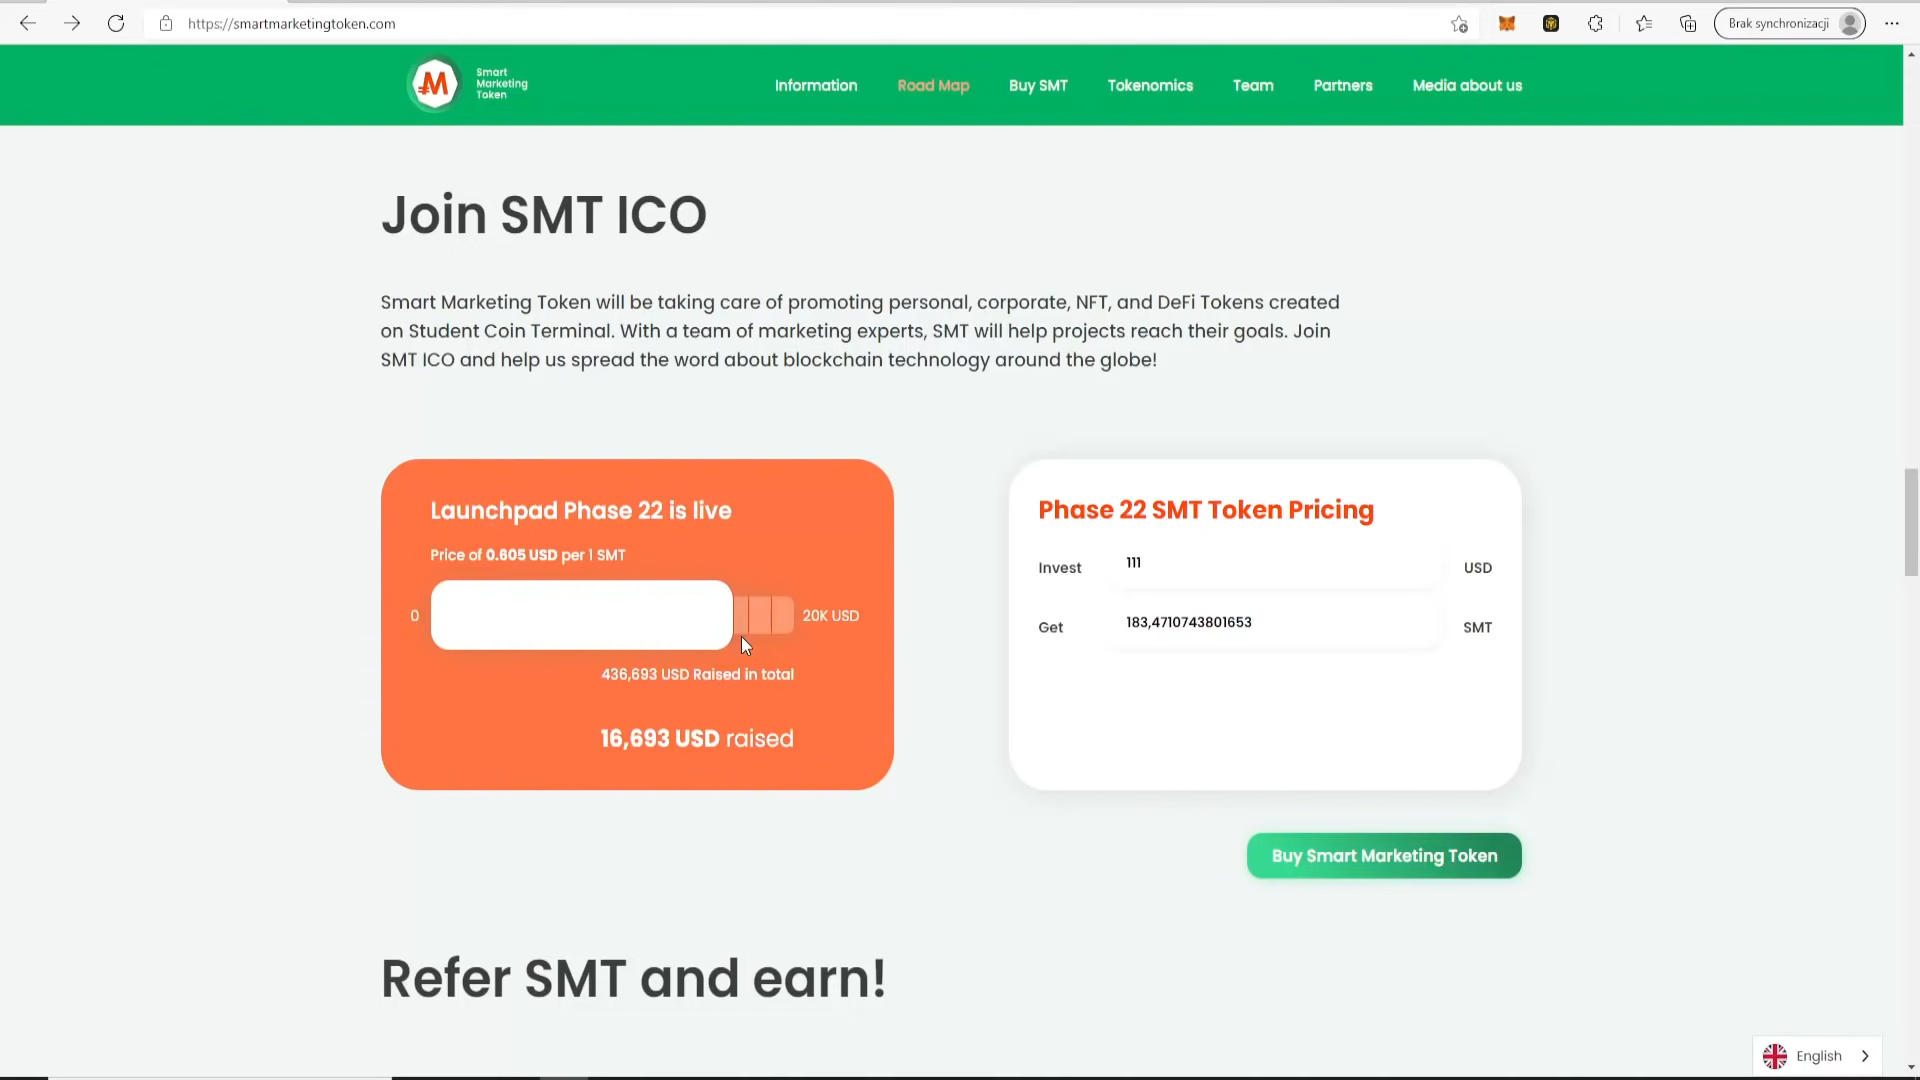 https://smartmarketingtoken.com
Brak synchronizacji
Smart
Marketing
Token
Information
Road Map
Buy SMT
Tokenomics
Team
Partners
Media about us
Join SMT ICO
Smart Marketing Token will be taking care of promoting personal, corporate, NFT, and DeFi Tokens created
on Student Coin Terminal. With a team of marketing experts, SMT will help projects reach their goals. Join
SMT ICO and help us spread the word about blockchain technology around the globe!
Launchpad Phase 22 is live
Price of 0.605 USD per 1 SMT
0
20K USD
436,693 USD Raised in total
16,693 USD raised
Phase 22 SMT Token Pricing
Invest
111
USD
Get
183,4710743801653
SMT
Buy Smart Marketing Token
Refer SMT and earn!
English